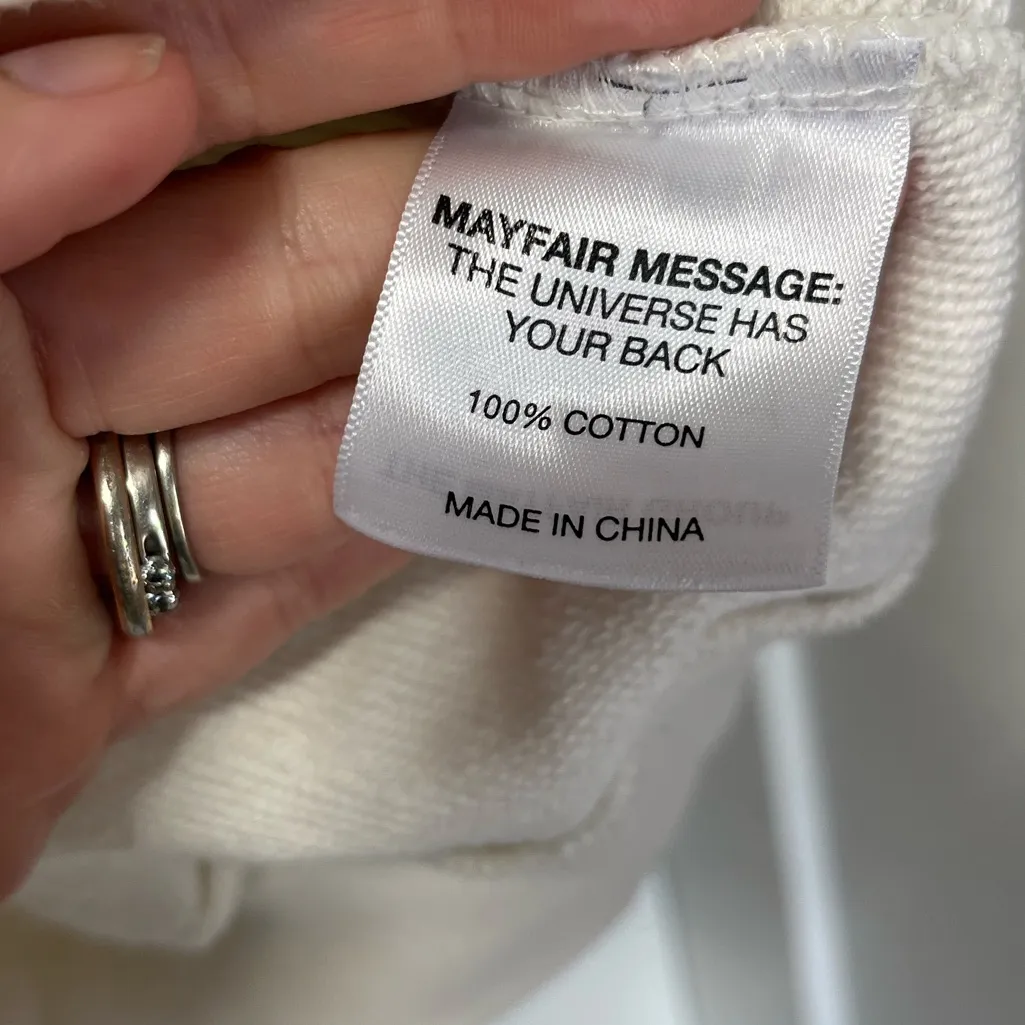 MAYFAIR MESSAGE:
THE UNIVERSE HAS
YOUR BACK
100% COTTON
MADE IN CHINA